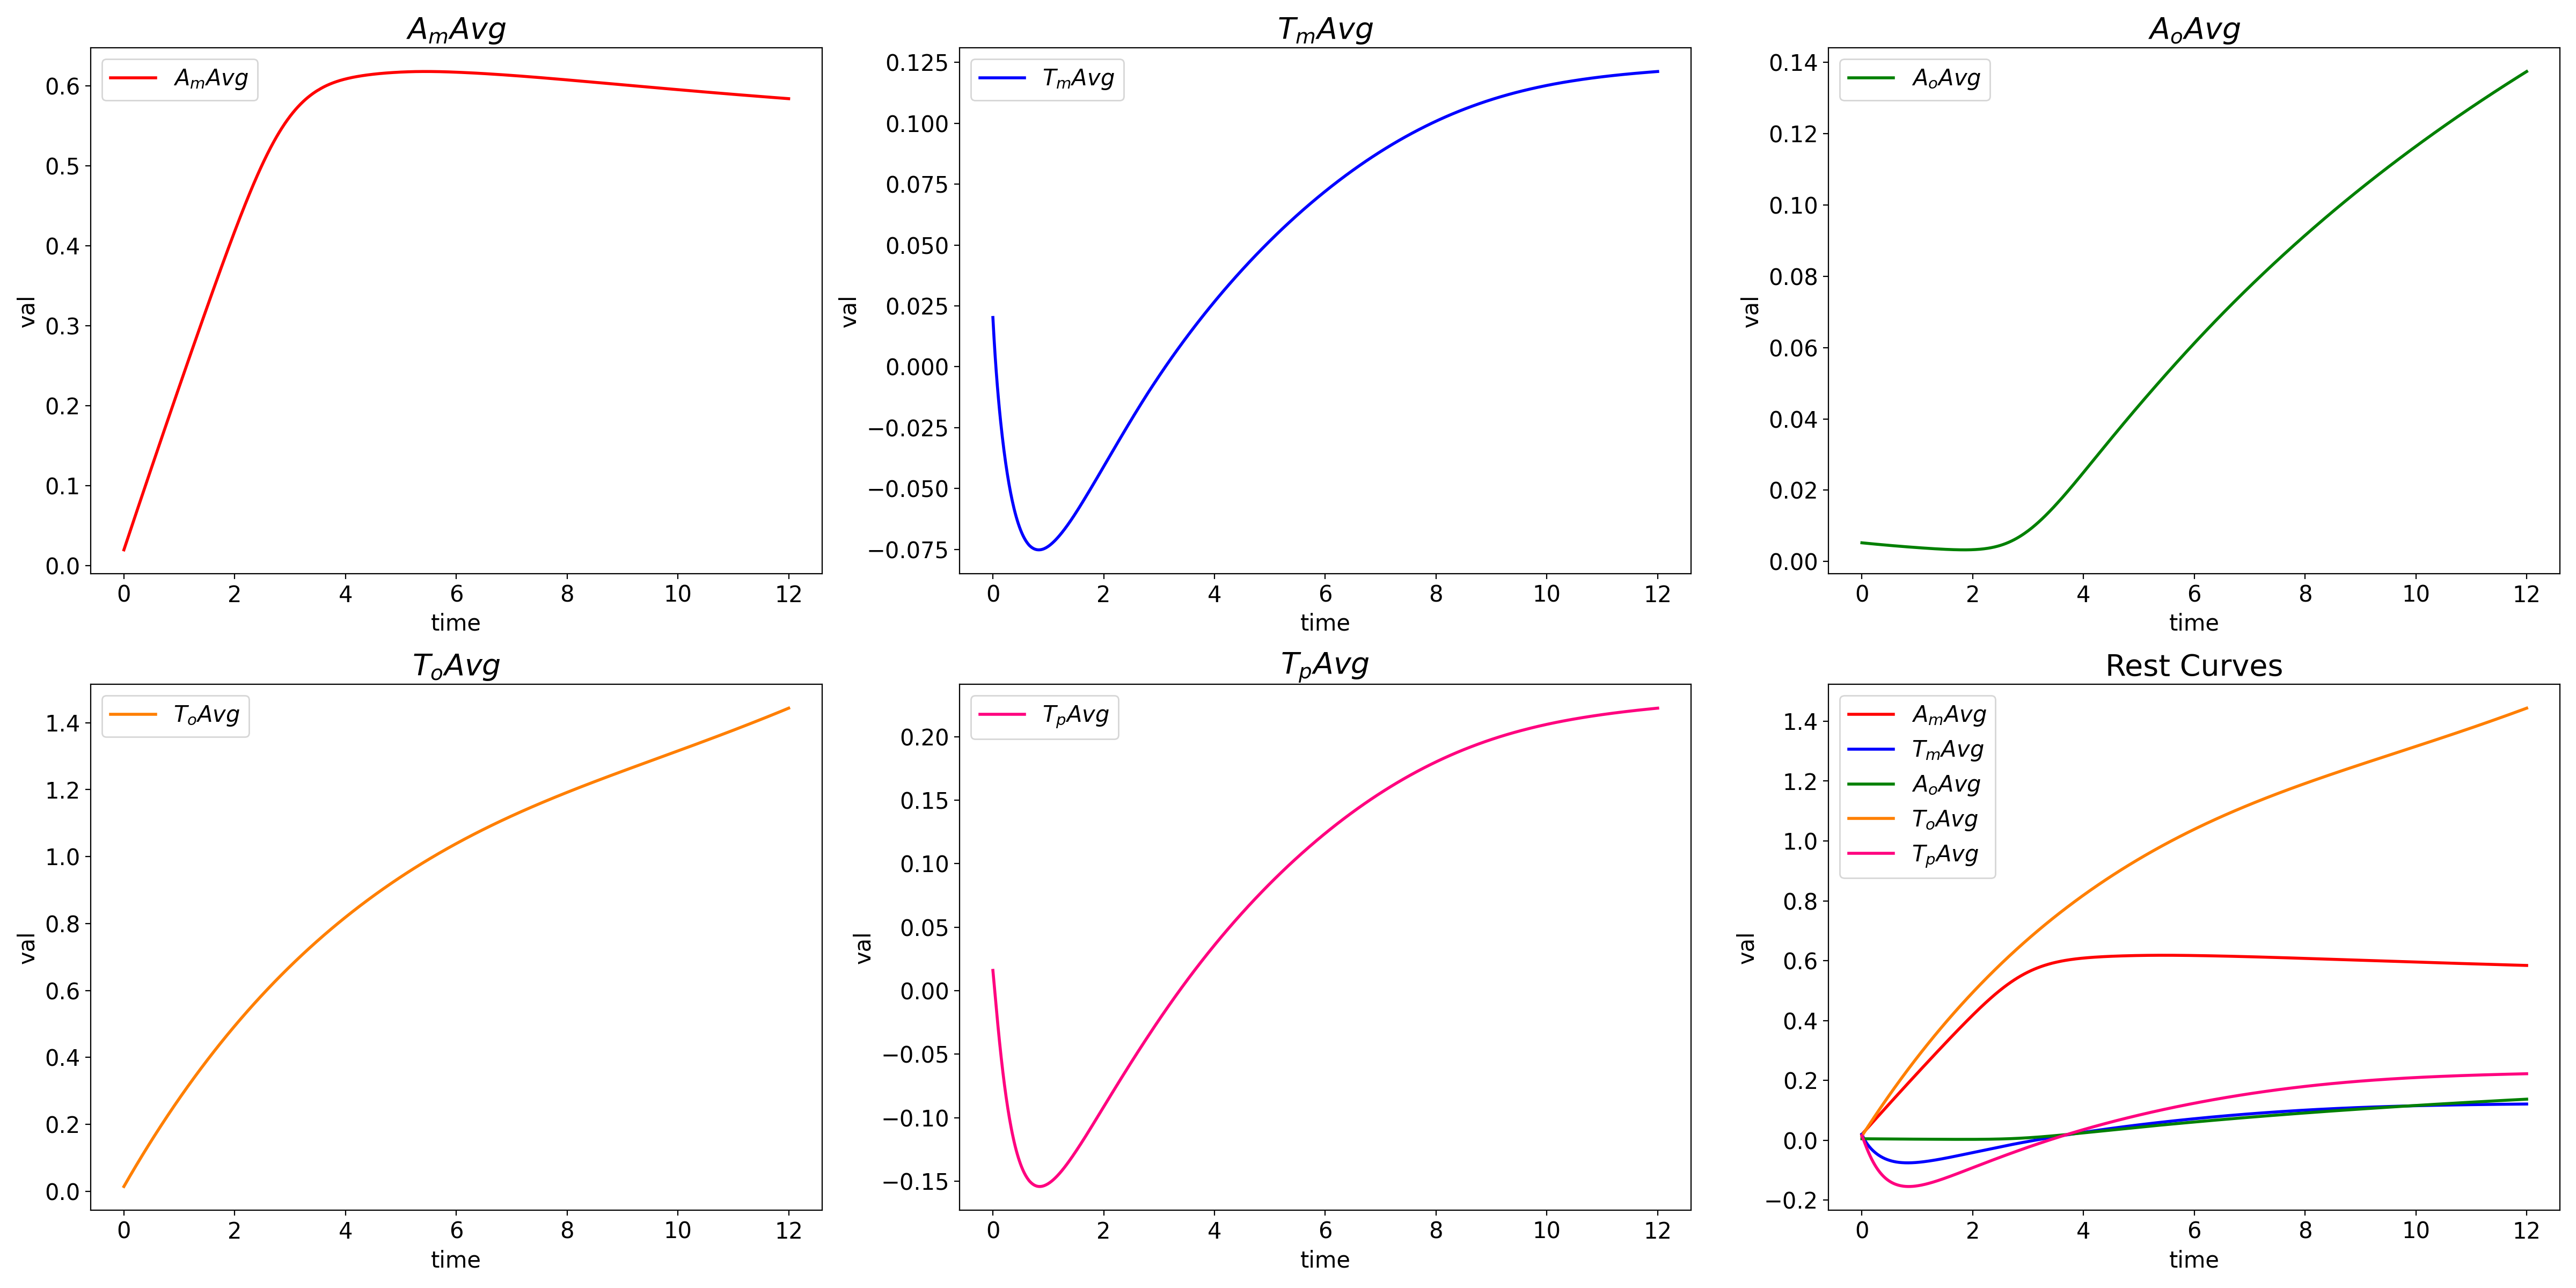 A_mAvg
T_mAvg
A_oAvg
A_mAvg
0.6
0.5
0.4
0.3
0.2
0.1
0.0
val
0 2 4 6 8 10 12
time
T_mAvg
0.125
0.100
0.075
0.050
0.025
0.000
−0.025
−0.050
−0.075
val
0 2 4 6 8 10 12
time
A_oAvg
0.14
0.12
0.10
0.08
0.06
0.04
0.02
0.00
val
0 2 4 6 8 10 12
time
T_oAvg
T_pAvg
Rest Curves
T_oAvg
1.4
1.2
1.0
0.8
0.6
0.4
0.2
0.0
val
0 2 4 6 8 10 12
time
T_pAvg
0.20
0.15
0.10
0.05
0.00
−0.05
−0.10
−0.15
val
0 2 4 6 8 10 12
time
A_mAvg
T_mAvg
A_oAvg
T_oAvg
T_pAvg
1.4
1.2
1.0
0.8
0.6
0.4
0.2
0.0
−0.2
val
0 2 4 6 8 10 12
time